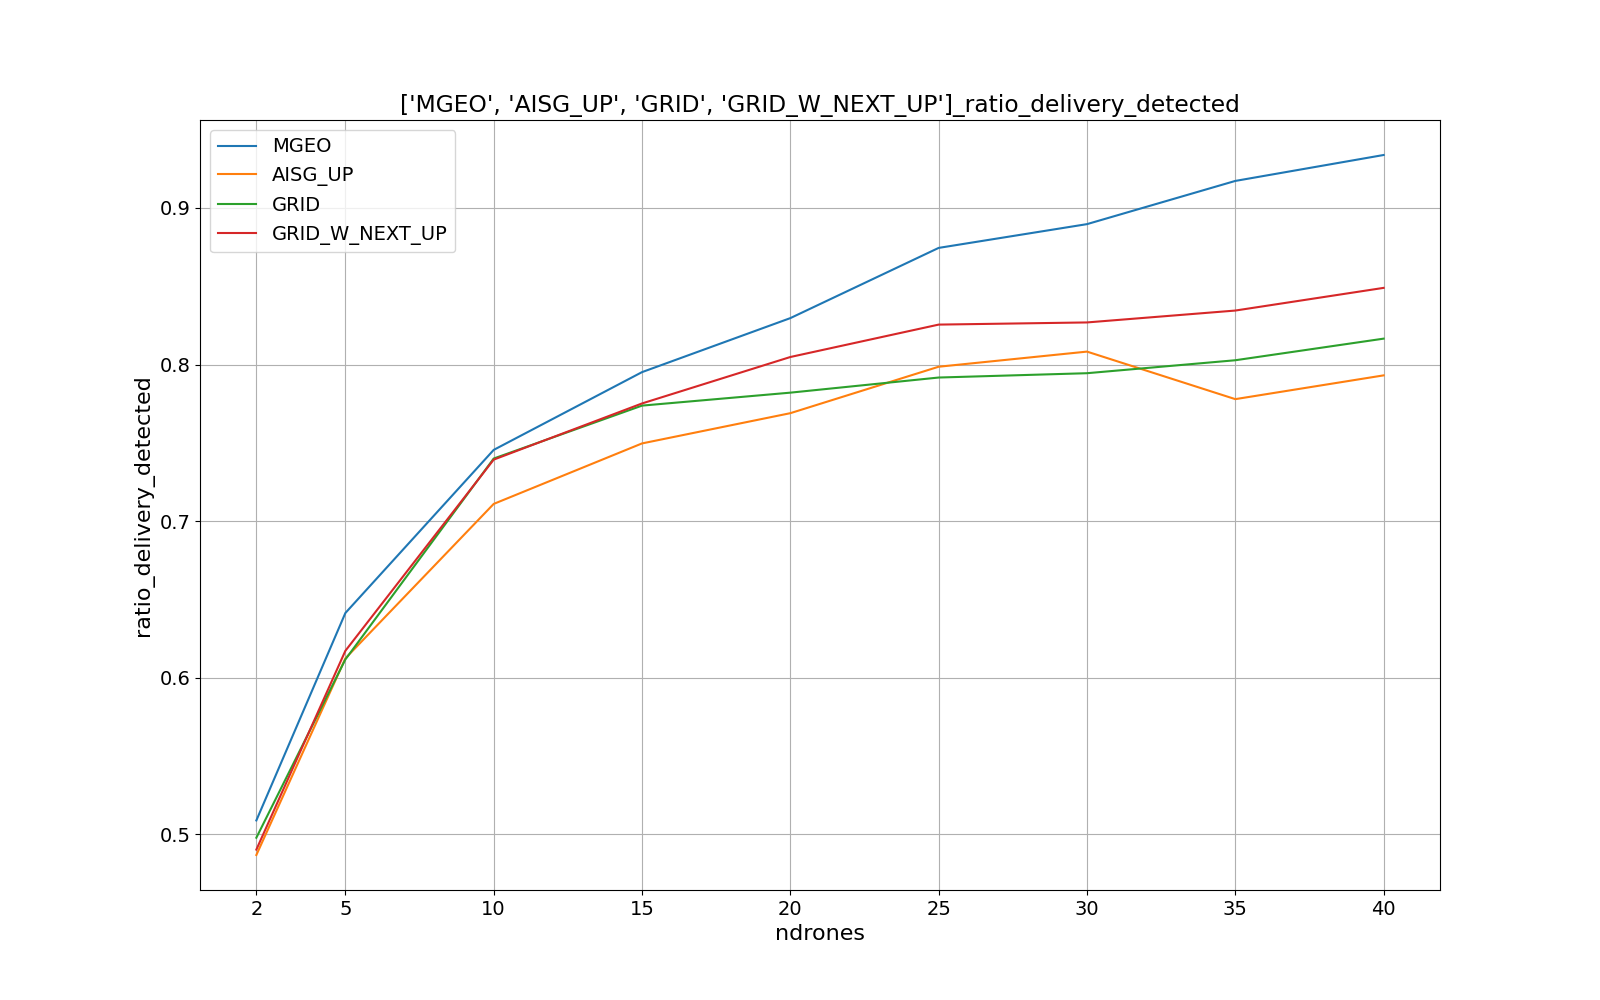 ['MGEO', 'AISG_UP', 'GRID', 'GRID_W_NEXT_UP']_ratio_delivery_detected
MGEO
AISG_UP
GRID
GRID_W_NEXT_UP
0.9
0.8
0.7
0.6
0.5
ratio_delivery_detected
2 5 10 15 20 25 30 35 40
ndrones